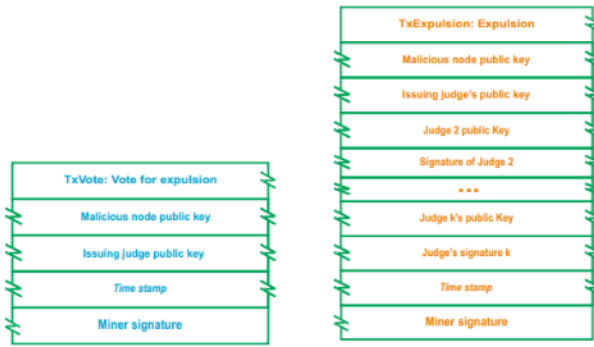 TxVote: Vote for expulsion
Malicious node public key
Issuing judge public key
Time stamp
Miner signature
TxExpulsion: Expulsion
Malicious node public key
Issuing judge's public key
Judge 2 public Key
Signature of Judge 2
...
Judge k's public Key
Judge's signature k
Time stamp
Miner signature